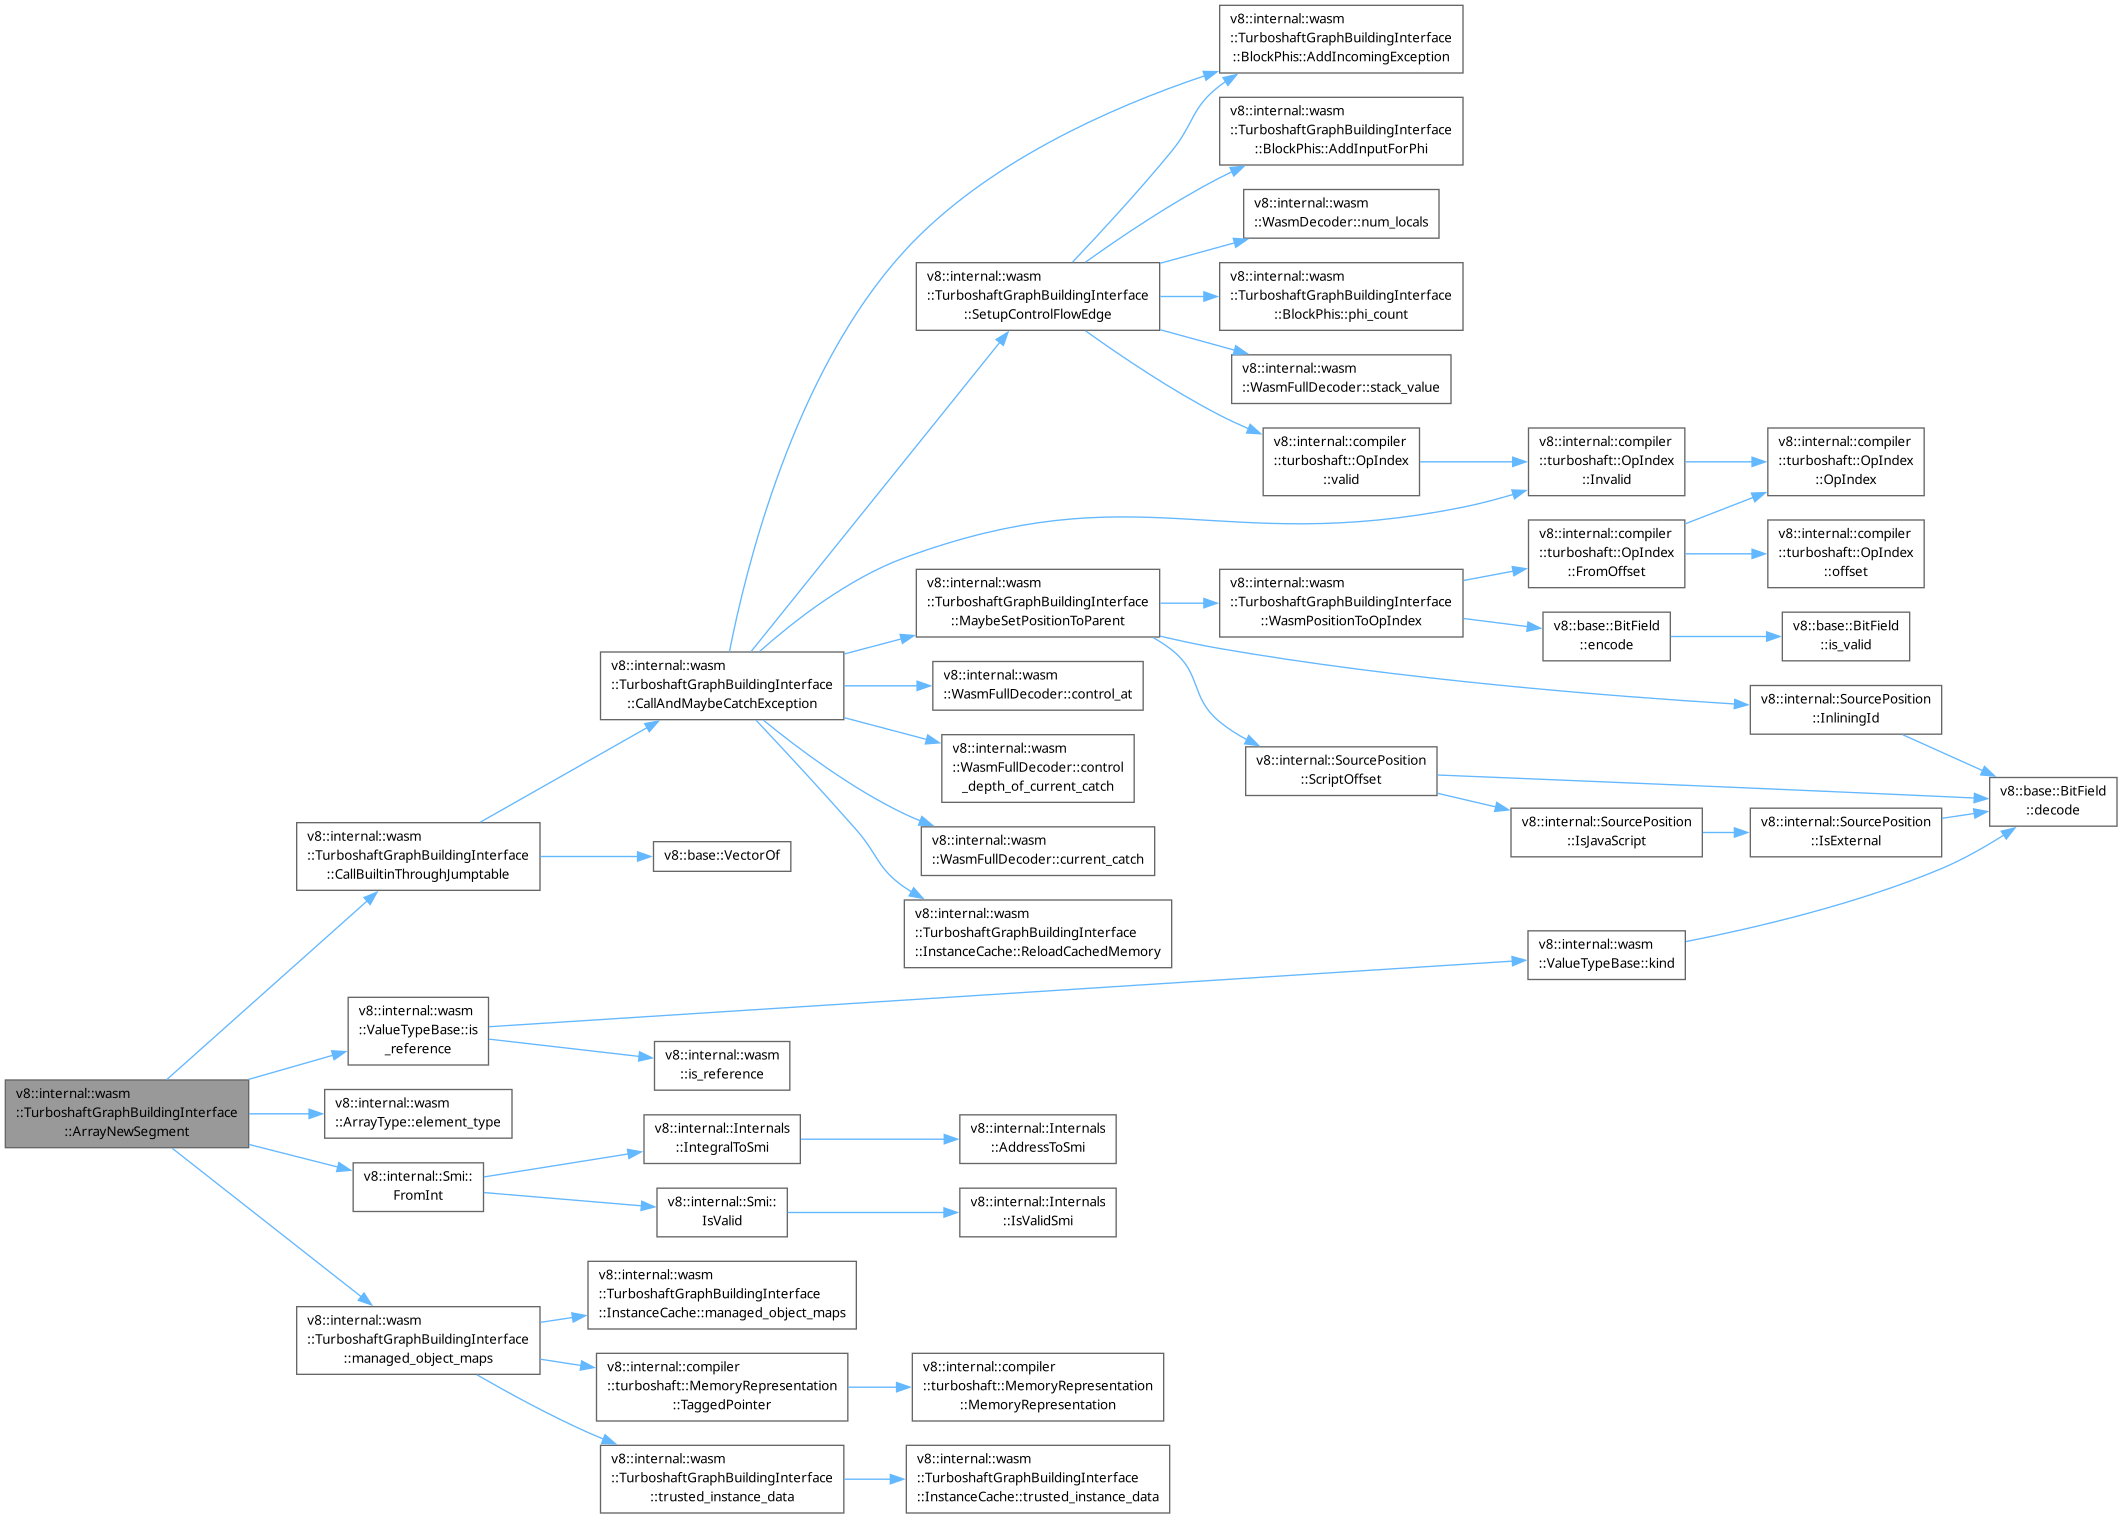 v8::internal::wasm
::TurboshaftGraphBuildingInterface
::ArrayNewSegment
v8::internal::wasm
::TurboshaftGraphBuildingInterface
::CallBuiltinThroughJumptable
v8::internal::wasm
::TurboshaftGraphBuildingInterface
::CallAndMaybeCatchException
v8::internal::wasm
::TurboshaftGraphBuildingInterface
::BlockPhis::AddIncomingException
v8::internal::wasm
::TurboshaftGraphBuildingInterface
::SetupControlFlowEdge
v8::internal::wasm
::TurboshaftGraphBuildingInterface
::BlockPhis::AddInputForPhi
v8::internal::wasm
::WasmDecoder::num_locals
v8::internal::wasm
::TurboshaftGraphBuildingInterface
::BlockPhis::phi_count
v8::internal::wasm
::WasmFullDecoder::stack_value
v8::internal::compiler
::turboshaft::OpIndex
::valid
v8::internal::compiler
::turboshaft::OpIndex
::Invalid
v8::internal::compiler
::turboshaft::OpIndex
::OpIndex
v8::internal::compiler
::turboshaft::OpIndex
::FromOffset
v8::internal::compiler
::turboshaft::OpIndex
::offset
v8::internal::wasm
::TurboshaftGraphBuildingInterface
::MaybeSetPositionToParent
v8::internal::wasm
::TurboshaftGraphBuildingInterface
::WasmPositionToOpIndex
v8::base::BitField
::encode
v8::base::BitField
::is_valid
v8::internal::SourcePosition
::InliningId
v8::internal::SourcePosition
::ScriptOffset
v8::internal::SourcePosition
::IsJavaScript
v8::internal::SourcePosition
::IsExternal
v8::base::BitField
::decode
v8::internal::wasm
::WasmFullDecoder::control_at
v8::internal::wasm
::WasmFullDecoder::control
_depth_of_current_catch
v8::internal::wasm
::WasmFullDecoder::current_catch
v8::internal::wasm
::TurboshaftGraphBuildingInterface
::InstanceCache::ReloadCachedMemory
v8::base::VectorOf
v8::internal::wasm
::ValueTypeBase::is
_reference
v8::internal::wasm
::ValueTypeBase::kind
v8::internal::wasm
::is_reference
v8::internal::wasm
::ArrayType::element_type
v8::internal::Smi::
FromInt
v8::internal::Internals
::IntegralToSmi
v8::internal::Internals
::AddressToSmi
v8::internal::Smi::
IsValid
v8::internal::Internals
::IsValidSmi
v8::internal::wasm
::TurboshaftGraphBuildingInterface
::managed_object_maps
v8::internal::wasm
::TurboshaftGraphBuildingInterface
::InstanceCache::managed_object_maps
v8::internal::compiler
::turboshaft::MemoryRepresentation
::TaggedPointer
v8::internal::compiler
::turboshaft::MemoryRepresentation
::MemoryRepresentation
v8::internal::wasm
::TurboshaftGraphBuildingInterface
::trusted_instance_data
v8::internal::wasm
::TurboshaftGraphBuildingInterface
::InstanceCache::trusted_instance_data